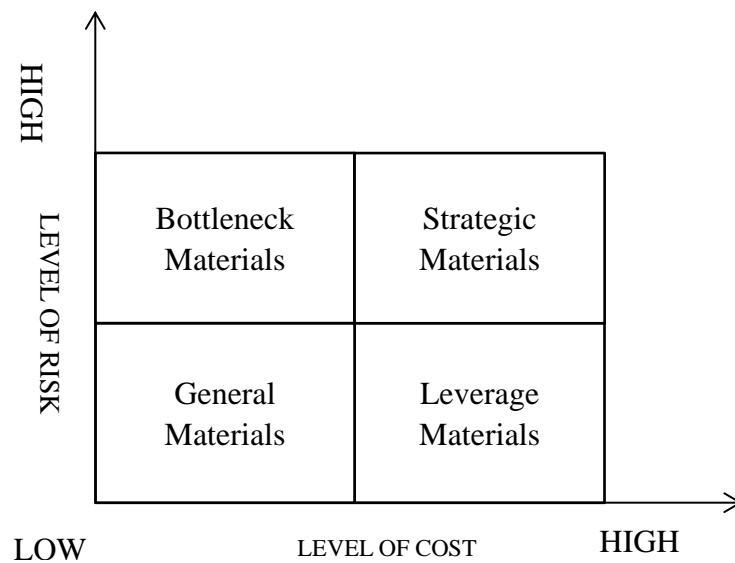 HIGH
LEVEL OF RISK
Bottleneck
Materials
Strategic
Materials
General
Materials
Leverage
Materials
LOW
LEVEL OF COST
HIGH